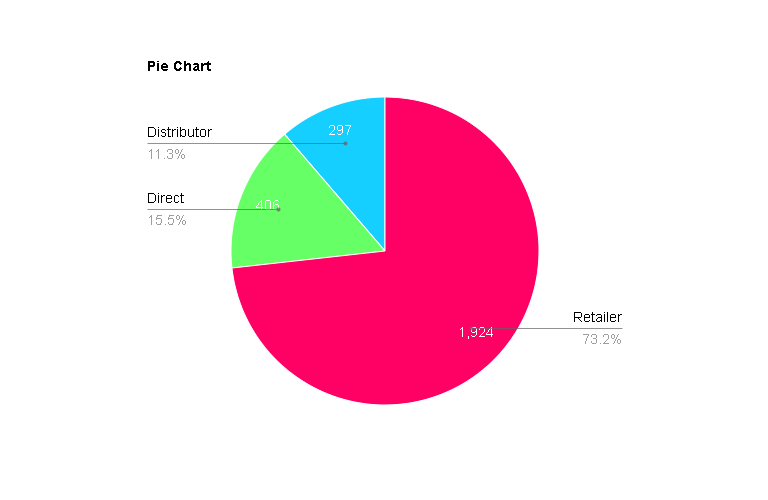 Pie Chart
Distributor
297
11.3%
Direct
406
15.5%
Retailer
1,924
73.2%